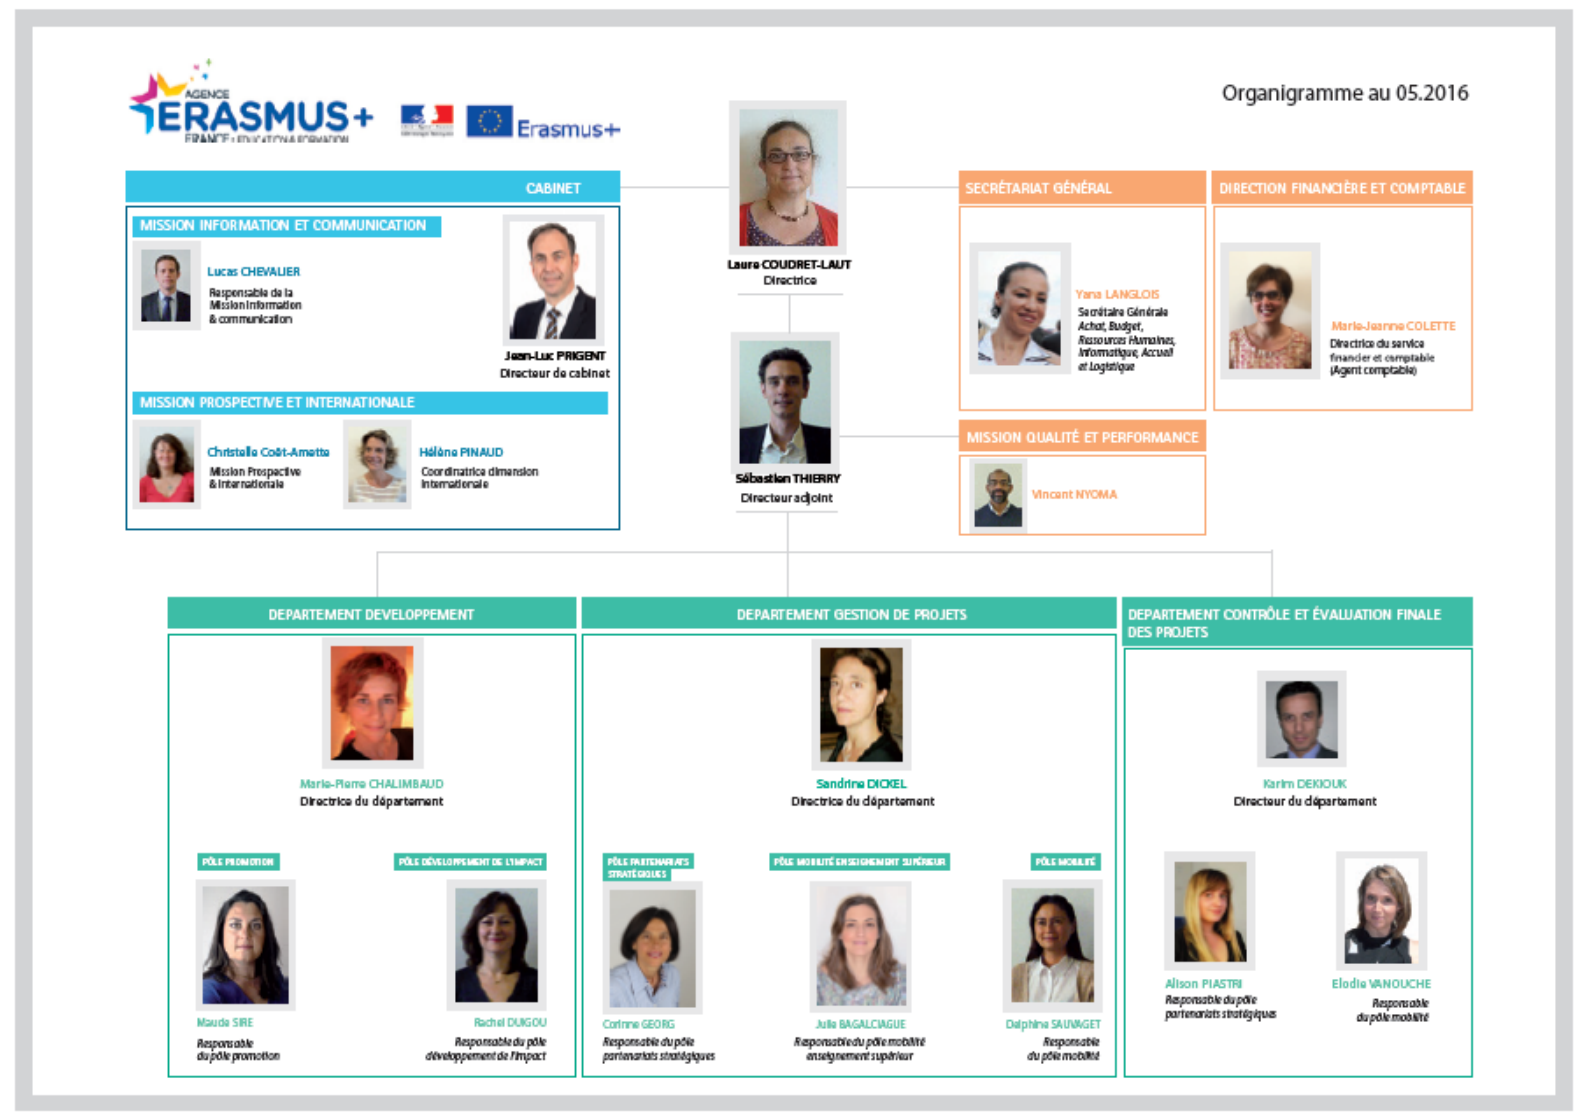 AGENCE
ERASMUS+
FRANCE / EDUCATION & FORMATION
Erasmus+
Organigramme au 05.2016
CABINET
MISSION INFORMATION ET COMMUNICATION
Lucas CHEVALIER
Responsable de la
Mission Information
& communication
Jean-Luc PRIGENT
Directeur de cabinet
MISSION PROSPECTIVE ET INTERNATIONALE
Christelle Coët-Amette
Mission Prospective
& Internationale
Hélène PINAUD
Coordinatrice dimension
Internationale
Laure COUDRET-LAUT
Directrice
Sébastien THIERRY
Directeur adjoint
SECRÉTARIAT GÉNÉRAL
Yana LANGLOIS
Secrétaire Générale
Achat, Budget,
Ressources Humaines,
Informatique, Accueil
et Logistique
DIRECTION FINANCIÈRE ET COMPTABLE
Marie-Jeanne COLETTE
Directrice du service
financier et comptable
(Agent comptable)
MISSION QUALITÉ ET PERFORMANCE
Vincent NYOMA
DEPARTEMENT DEVELOPPEMENT
Marie-Pierre CHALIMBAUD
Directrice du département
PÔLE PROMOTION
Maude SIRE
Responsable
du pôle promotion
PÔLE DÉVELOPPEMENT DE L'IMPACT
Rachel DUIGOU
Responsable du pôle
développement de l'impact
DEPARTEMENT GESTION DE PROJETS
Sandrine DICKEL
Directrice du département
PÔLE PARTENARIATS
STRATÉGIQUES
Corinne GEORG
Responsable du pôle
partenariats stratégiques
PÔLE MOBILITÉ ENSEIGNEMENT SUPÉRIEUR
Julie BAGALCIAGUE
Responsable du pôle mobilité
enseignement supérieur
PÔLE MOBILITÉ
Delphine SAUVAGET
Responsable
du pôle mobilité
DEPARTEMENT CONTRÔLE ET ÉVALUATION FINALE
DES PROJETS
Karim DEKIOUK
Directeur du département
Alison PIASTRI
Responsable du pôle
partenariats stratégiques
Elodie VANOUCHE
Responsable
du pôle mobilité